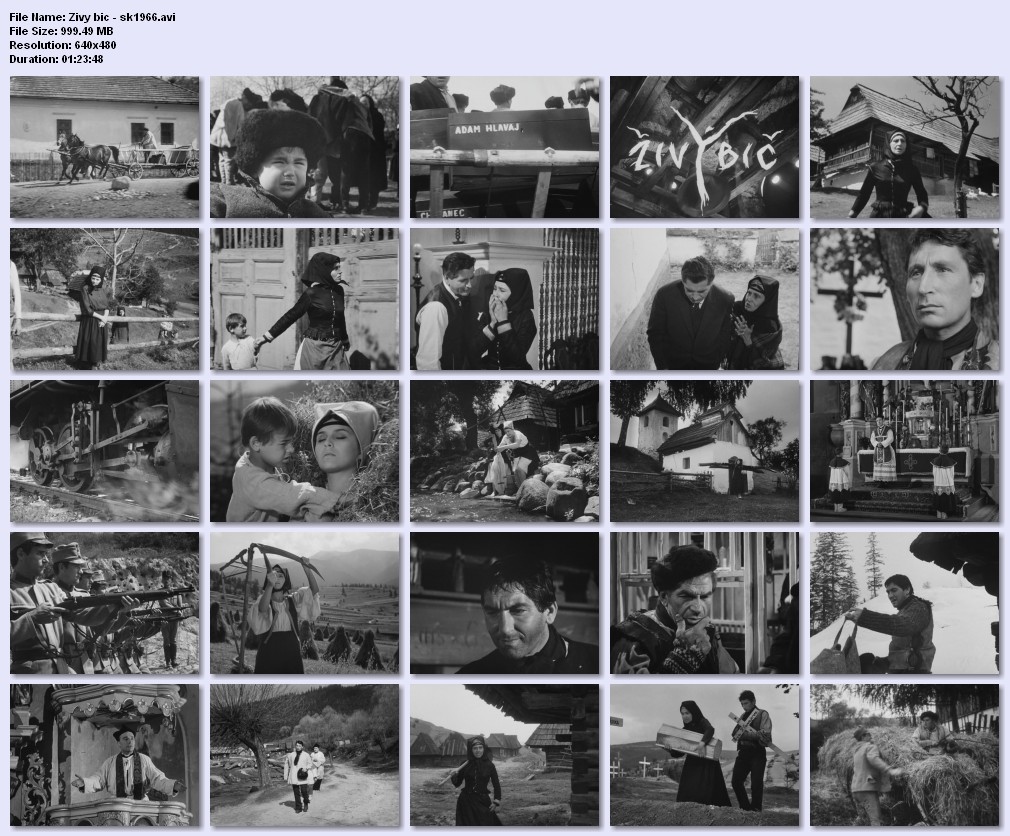 File Name: Zivy bic - sk1966.avi
File Size: 999.49 MB
Resolution: 640x480
Duration: 01:23:48
ADAM HLAVAJ
ŽIVÝ BIČ